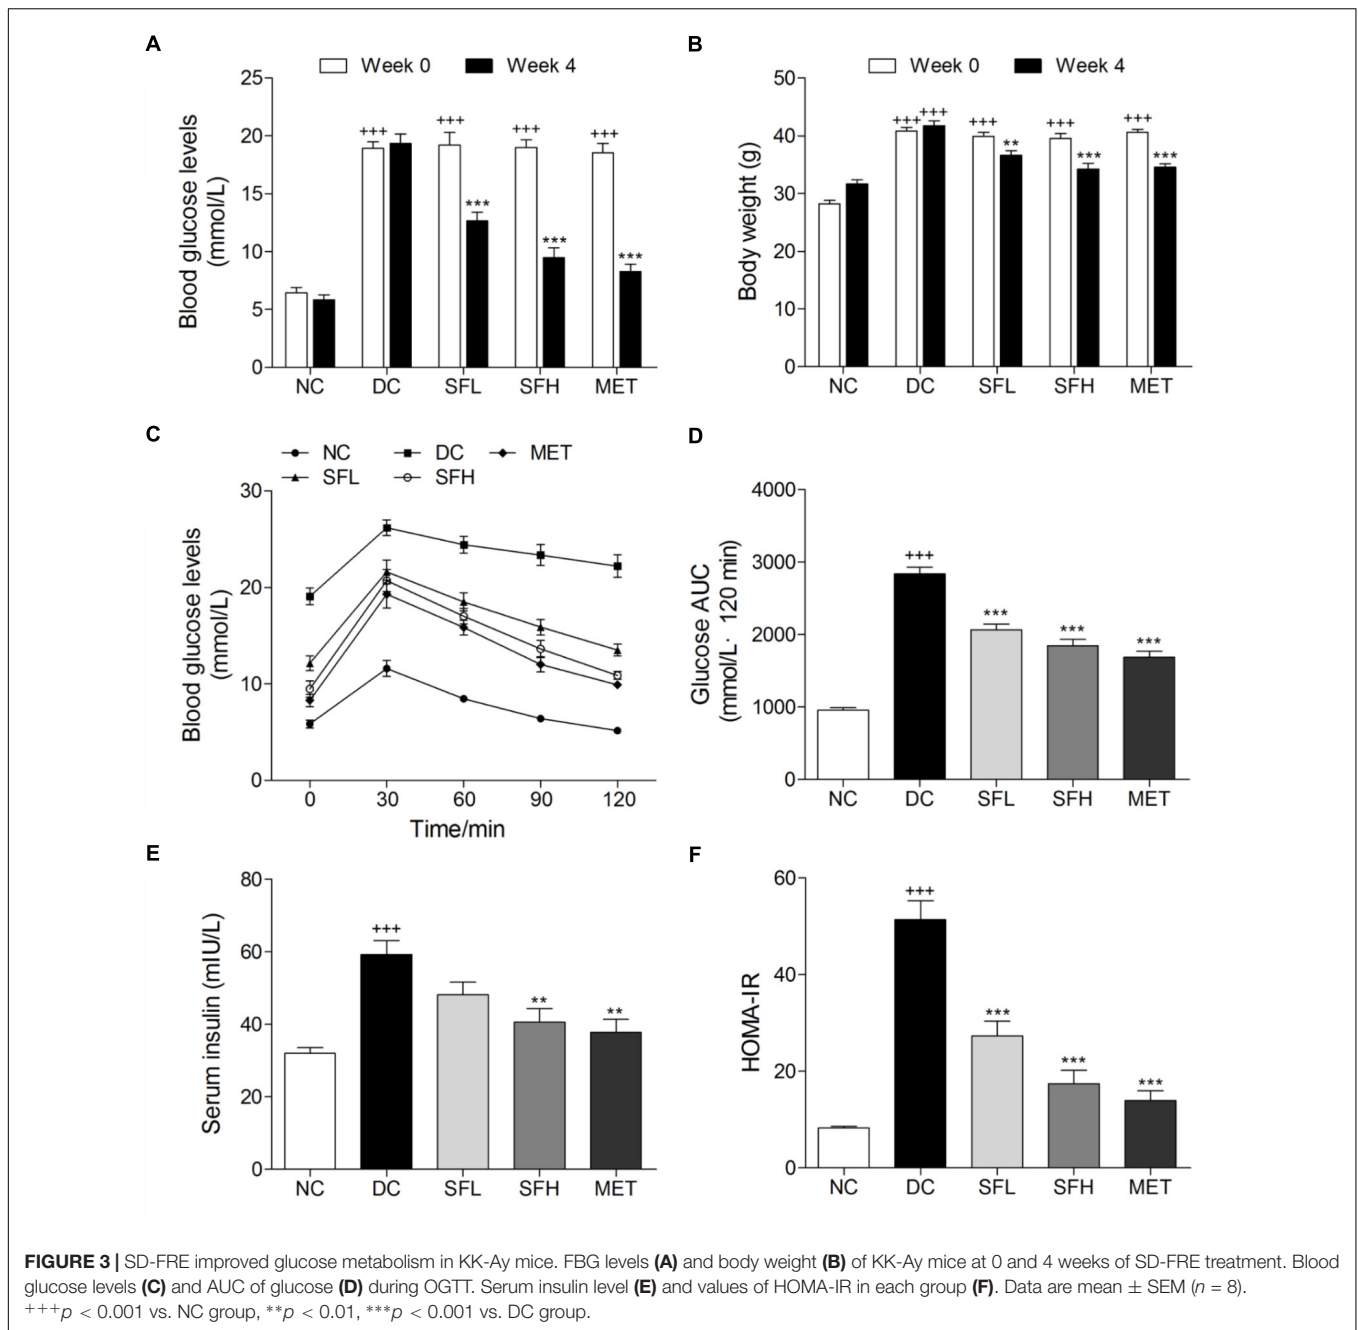 A
Week 0 Week 4
Blood glucose levels
(mmol/L)
25
20
15
10
5
0
+++ +++ +++ +++
*** *** ***
NC DC SFL SFH MET
B
Week 0 Week 4
Body weight (g)
50
40
30
20
10
0
+++ +++ +++ +++ +++
** *** ***
NC DC SFL SFH MET
C
NC DC MET
SFL SFH
Blood glucose levels
(mmol/L)
30
20
10
0
0 30 60 90 120
Time/min
D
Glucose AUC
(mmol/L· 120 min)
4000
3000
2000
1000
0
+++ *** *** ***
NC DC SFL SFH MET
E
Serum insulin (mIU/L)
80
60
40
20
0
+++ ** **
NC DC SFL SFH MET
F
HOMA-IR
60
40
20
0
+++ *** *** ***
NC DC SFL SFH MET
FIGURE 3 | SD-FRE improved glucose metabolism in KK-Ay mice. FBG levels (A) and body weight (B) of KK-Ay mice at 0 and 4 weeks of SD-FRE treatment. Blood
glucose levels (C) and AUC of glucose (D) during OGTT. Serum insulin level (E) and values of HOMA-IR in each group (F). Data are mean ± SEM (n = 8).
+++p < 0.001 vs. NC group, **p < 0.01, ***p < 0.001 vs. DC group.